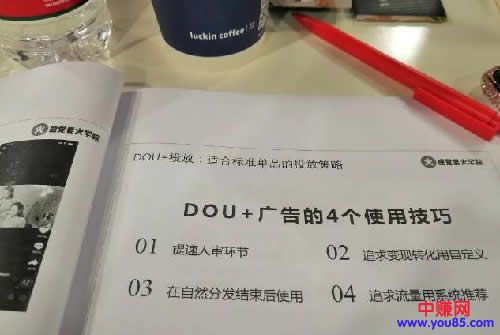 luckin coffee
DOU+投放：适合标准单品的投放策略
DOU+广告的4个使用技巧
01 提速人审环节
02 追求变现转化用自定义
03 在自然分发结束后使用
04 追求流量用系统推荐
中赚网
www.you85.com